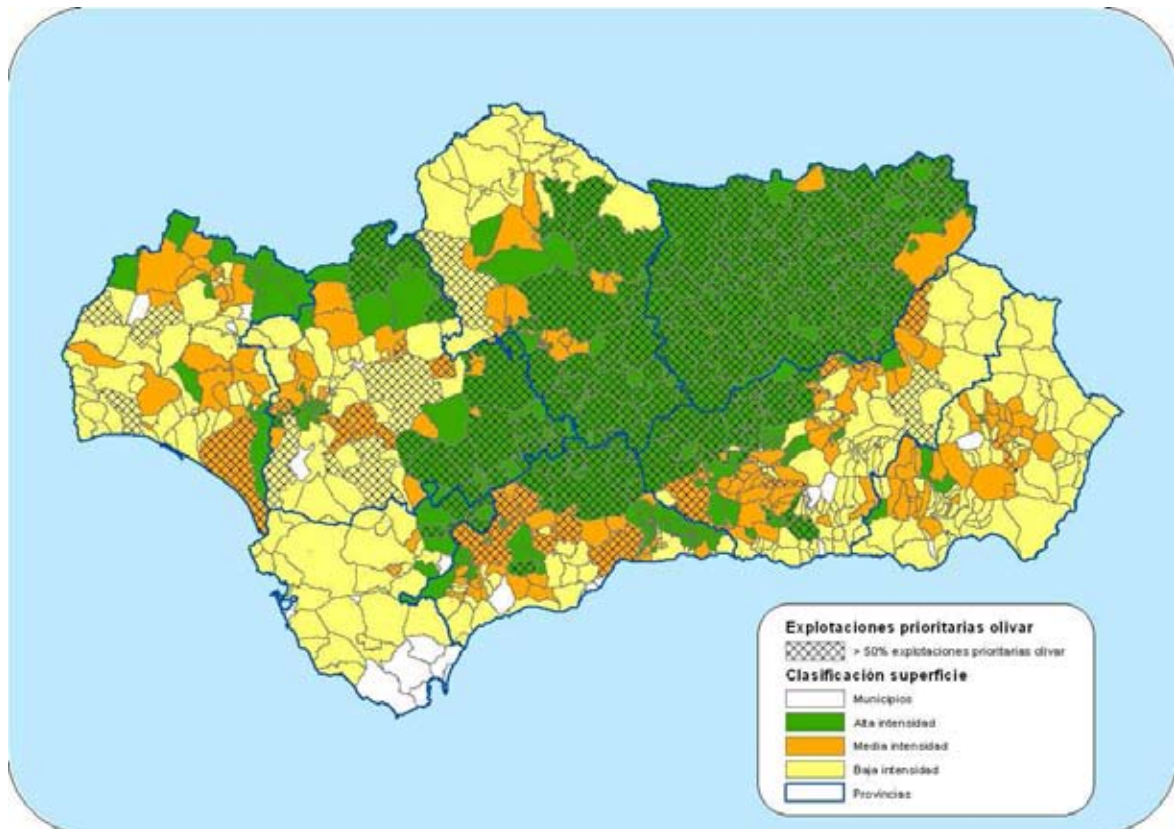 Explotaciones prioritarias olivar
> 50% explotaciones prioritarias olivar
Clasificación superficie
Municipios
Alta intensidad
Media intensidad
Baja intensidad
Provincias